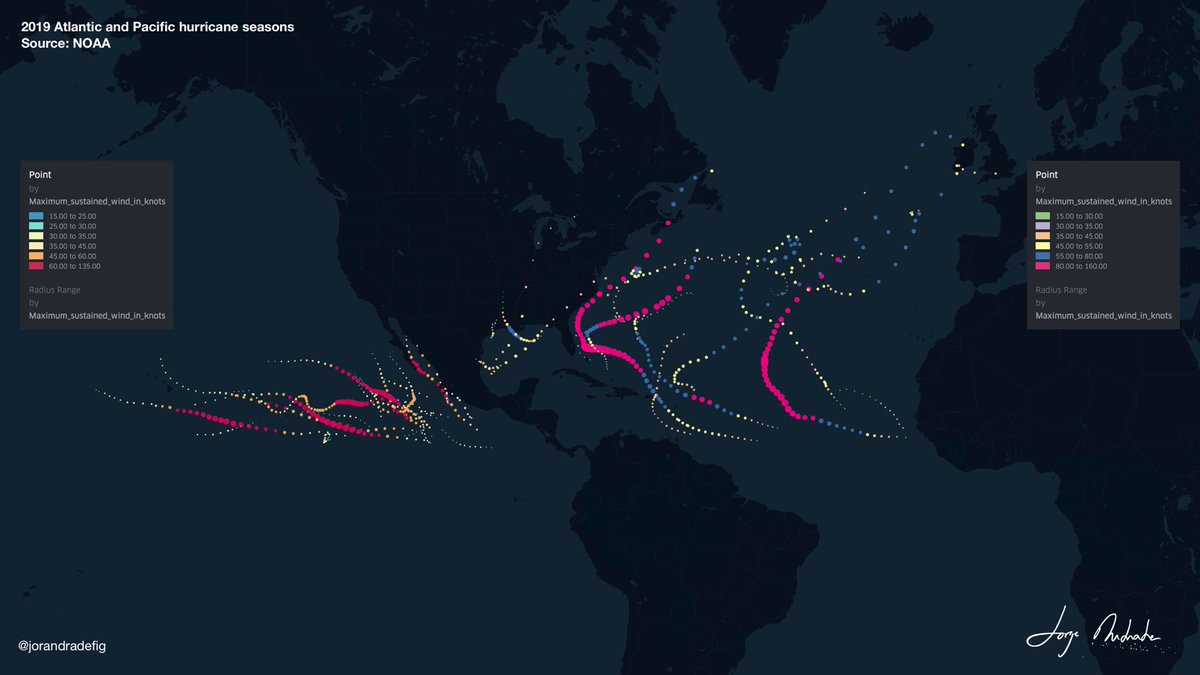 2019 Atlantic and Pacific hurricane seasons
Source: NOAA
Point
by
Maximum_sustained_wind_in_knots
15.00 to 25.00
25.00 to 30.00
30.00 to 35.00
35.00 to 45.00
45.00 to 60.00
60.00 to 135.00
Radius Range
by
Maximum_sustained_wind_in_knots
Point
by
Maximum_sustained_wind_in_knots
15.00 to 30.00
30.00 to 35.00
35.00 to 45.00
45.00 to 55.00
55.00 to 80.00
80.00 to 160.00
Radius Range
by
Maximum_sustained_wind_in_knots
@jorandradefig
Jorge Andrade